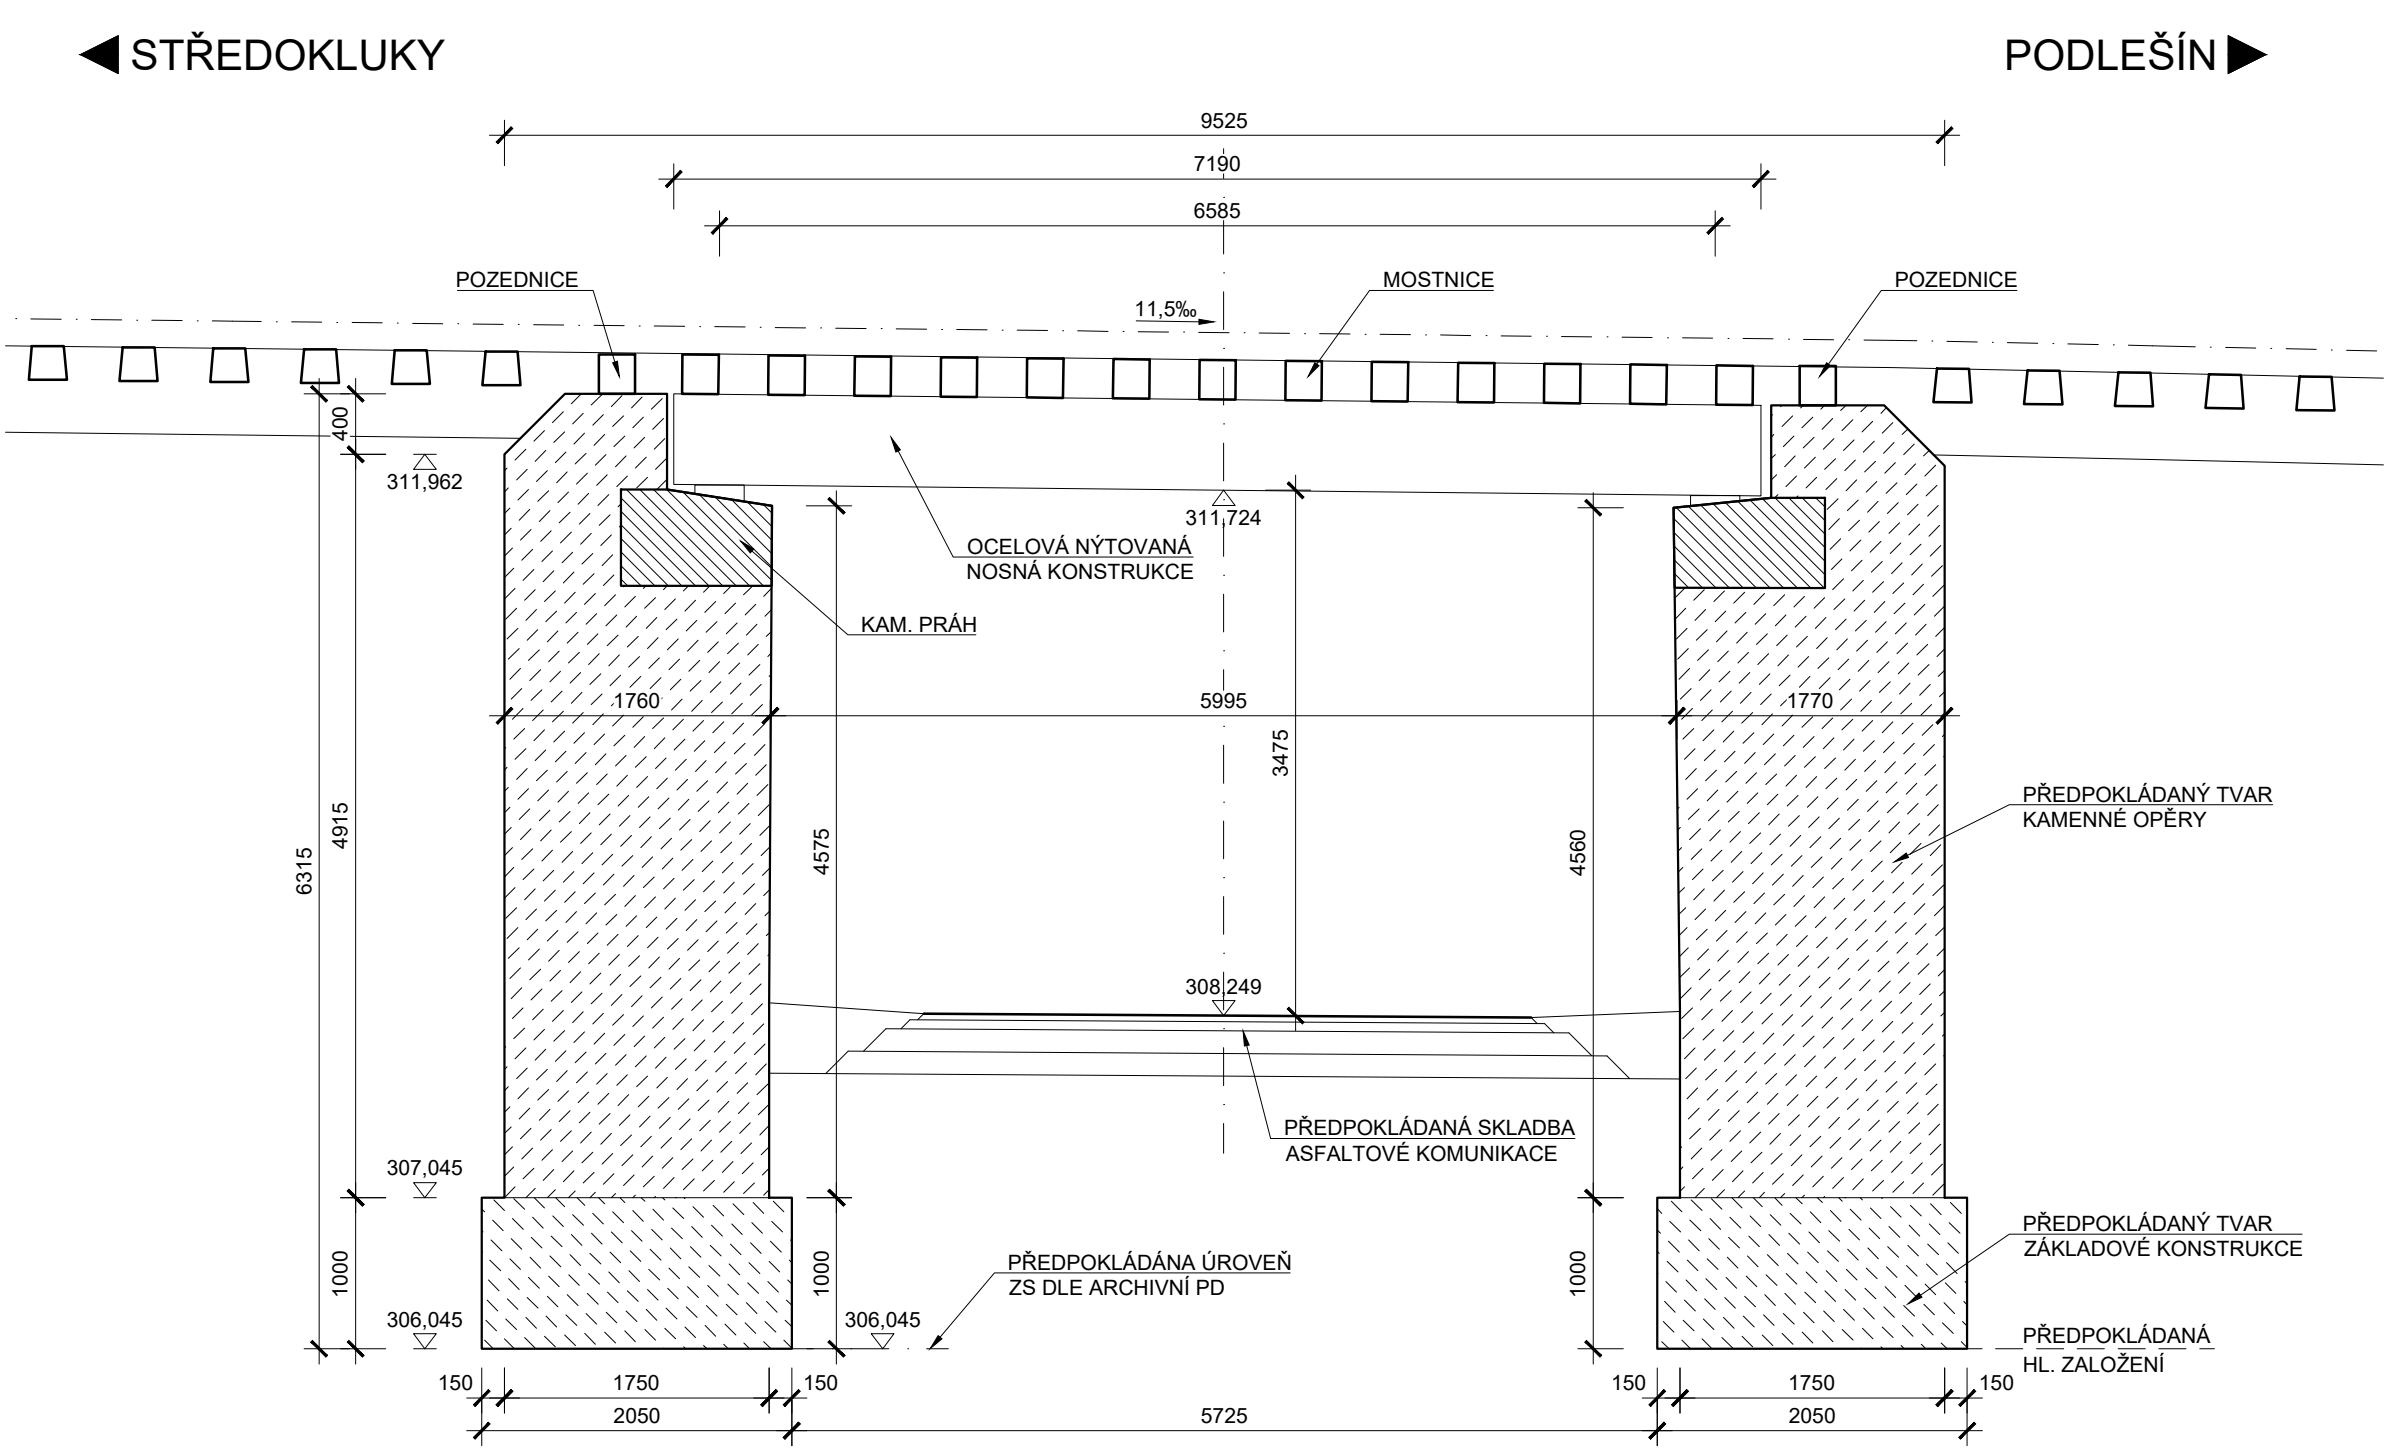 STŘEDOKLUKY
PODLEŠÍN
9525
7190
6585
POZEDNICE
MOSTNICE
POZEDNICE
11,5‰
400
311,962
311,724
OCELOVÁ NÝTOVANÁ
NOSNÁ KONSTRUKCE
KAM. PRÁH
1760
5995
1770
3475
PŘEDPOKLÁDANÝ TVAR
KAMENNÉ OPĚRY
4915
6315
4575
4560
308,249
PŘEDPOKLÁDANÁ SKLADBA
ASFALTOVÉ KOMUNIKACE
307,045
PŘEDPOKLÁDANÝ TVAR
ZÁKLADOVÉ KONSTRUKCE
1000
1000
1000
PŘEDPOKLÁDÁNA ÚROVEŇ
ZS DLE ARCHIVNÍ PD
306,045
306,045
PŘEDPOKLÁDANÁ
HL. ZALOŽENÍ
150
1750
150
150
1750
150
2050
5725
2050